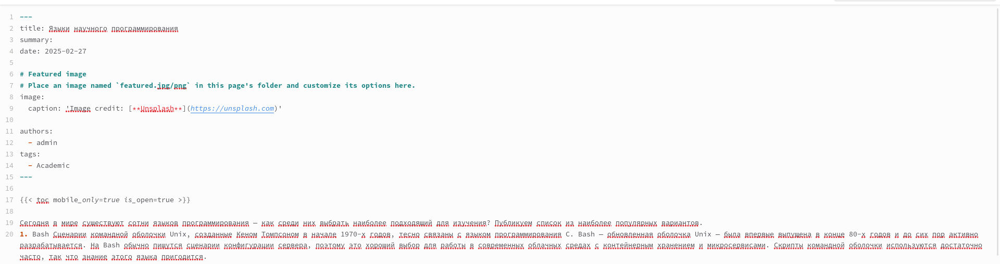 1 ---
2 title: Языки научного программирования
3 summary:
4 date: 2025-02-27
5
6 # Featured image
7 # Place an image named `featured.jpg/png` in this page's folder and customize its options here.
8 image:
9 caption: 'Image credit: [**Unsplash**](https://unsplash.com)'
10
11 authors:
12 - admin
13 tags:
14 - Academic
15 ---
16
17 {{< toc mobile_only=true is_open=true >}}
18
19 Сегодня в мире существуют сотни языков программирования — как среди них выбрать наиболее подходящий для изучения? Публикуем список из наиболее популярных вариантов.
20 1. Bash Сценарии командной оболочки Unix, созданные Кеном Томпсоном в начале 1970-х годов, тесно связаны с языком программирования C. Bash — обновленная оболочка Unix — была впервые выпущена в конце 80-х годов и до сих пор активно
разрабатывается. На Bash обычно пишутся сценарии конфигурации сервера, поэтому это хороший выбор для работы в современных облачных средах с контейнерным хранением и микросервисами. Скрипты командной оболочки используются достаточно
часто, так что знание этого языка пригодится.